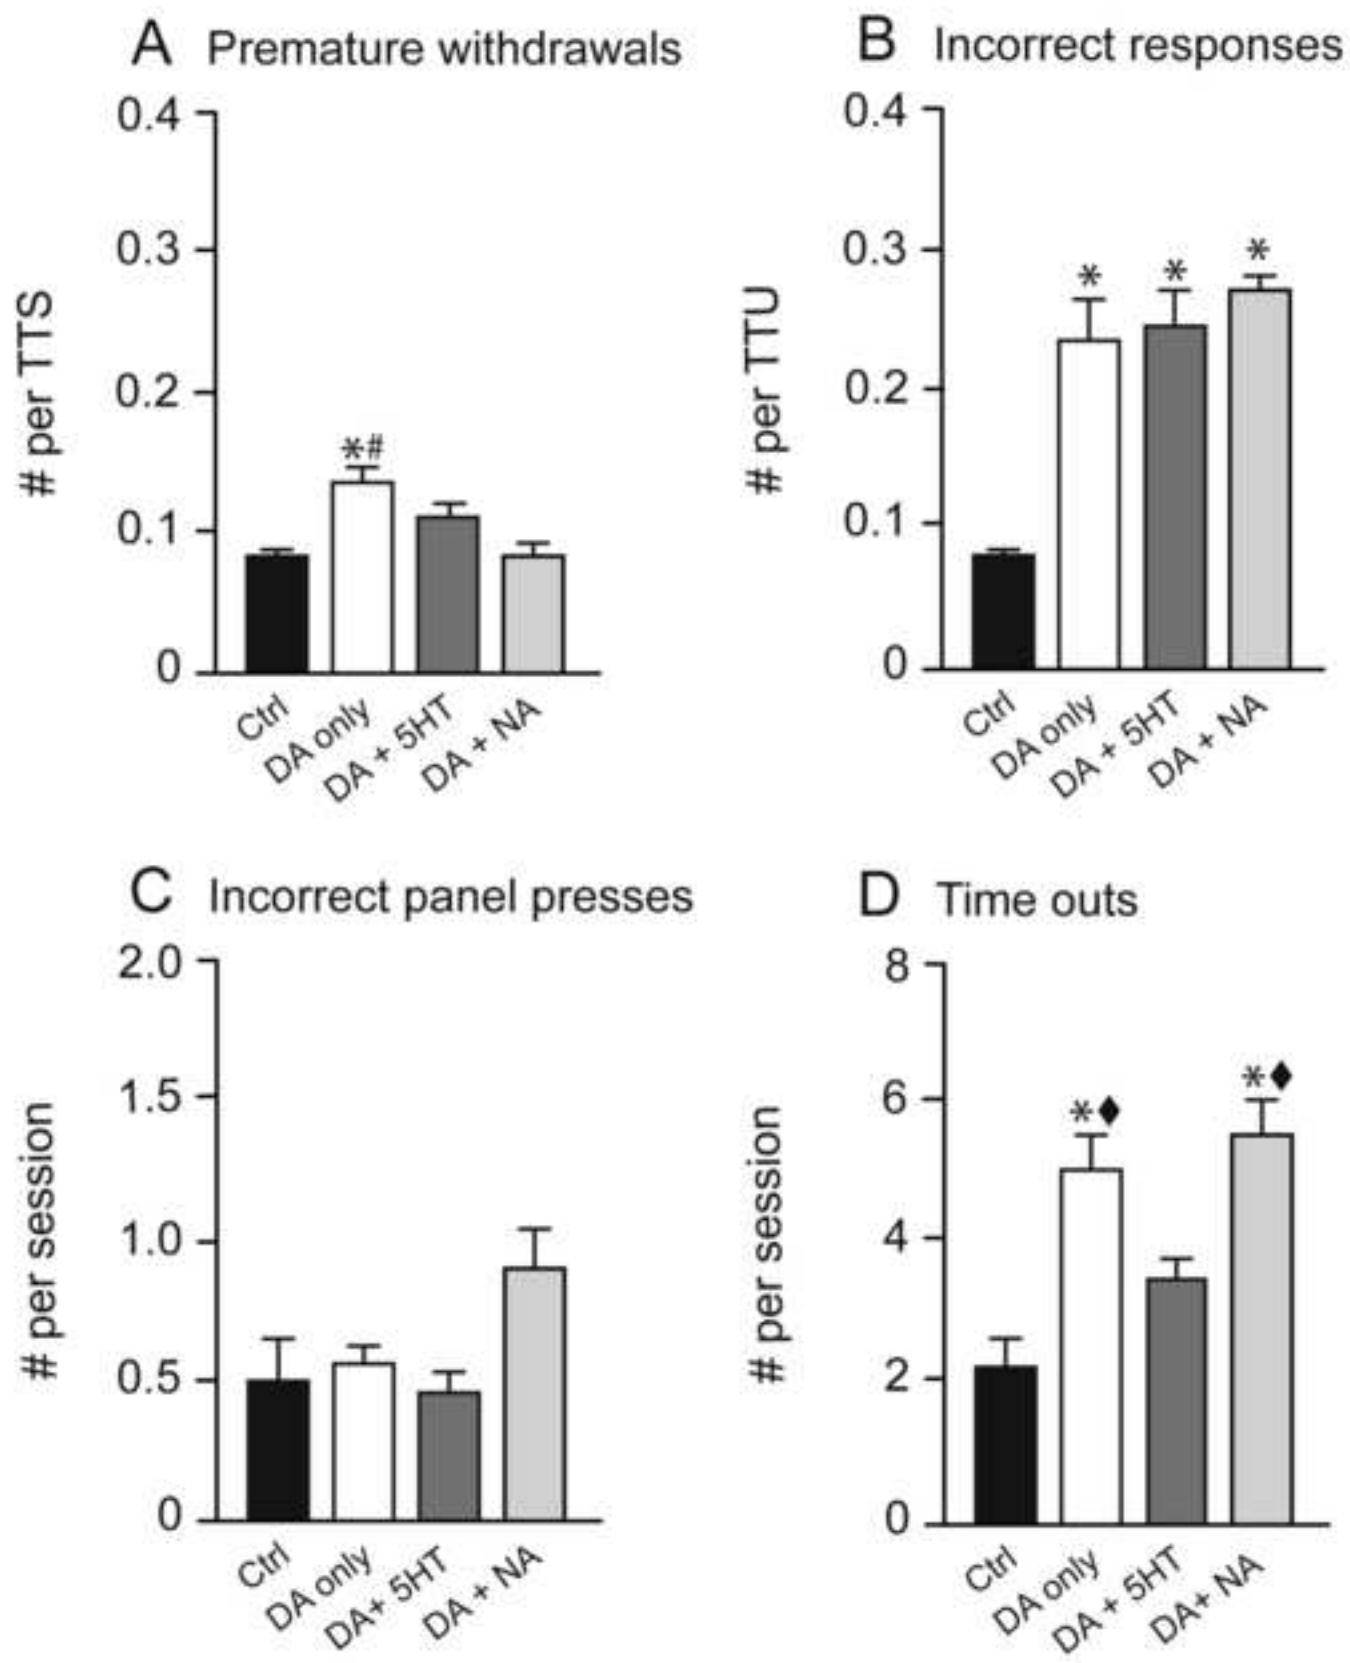 A Premature withdrawals
# per TTS
0.4
0.3
0.2
0.1
0
*#
Ctrl
DA only
DA + 5HT
DA + NA
B Incorrect responses
# per TTU
0.4
0.3
0.2
0.1
0
*
*
*
Ctrl
DA only
DA + 5HT
DA + NA
C Incorrect panel presses
# per session
2.0
1.5
1.0
0.5
0
Ctrl
DA only
DA+ 5HT
DA + NA
D Time outs
# per session
8
6
4
2
0
*♦
*♦
Ctrl
DA only
DA + 5HT
DA+ NA